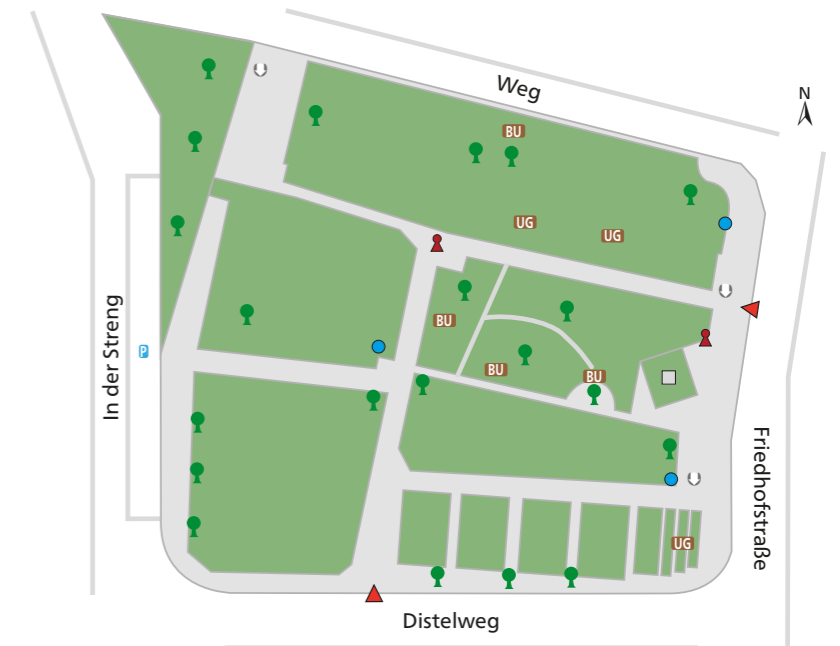 Weg
N
BU
UG
UG
BU
In der Streng
P
BU
BU
Friedhofstraße
UG
Distelweg